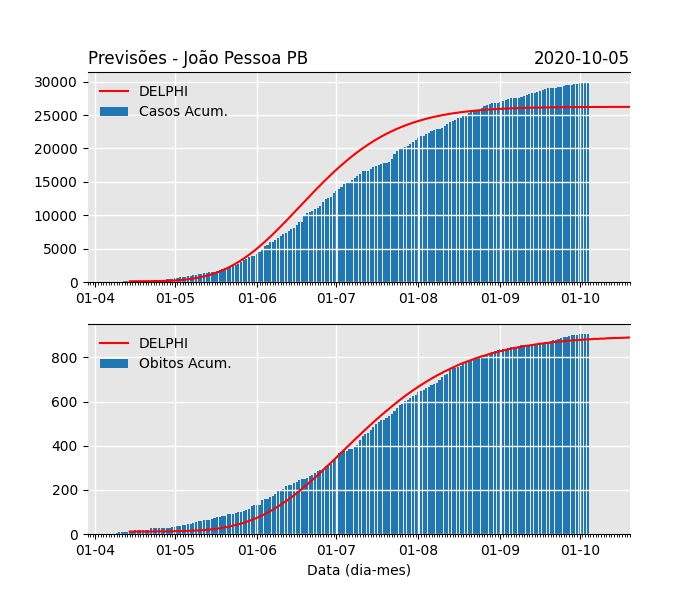 Previsões - João Pessoa PB 2020-10-05
DELPHI
Casos Acum.
30000
25000
20000
15000
10000
5000
0
01-04 01-05 01-06 01-07 01-08 01-09 01-10
DELPHI
Obitos Acum.
800
600
400
200
0
01-04 01-05 01-06 01-07 01-08 01-09 01-10
Data (dia-mes)